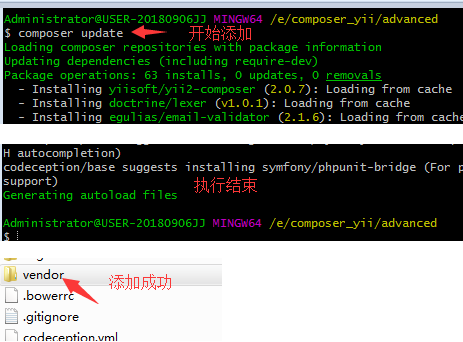 Administrator@USER-20180906JJ MINGW64 /e/composer_yii/advanced
$ composer update 开始添加
Loading composer repositories with package information
Updating dependencies (including require-dev)
Package operations: 63 installs, 0 updates, 0 removals
- Installing yiisoft/yii2-composer (2.0.7): Loading from cache
- Installing doctrine/lexer (v1.0.1): Loading from cache
- Installing egulias/email-validator (2.1.6): Loading from cache
H autocompletion)
codeception/base suggests installing symfony/phpunit-bridge (For p
support)
执行结束
Generating autoload files
Administrator@USER-20180906JJ MINGW64 /e/composer_yii/advanced
$
vendor 添加成功
.bowerrc
.gitignore
codeception.yml